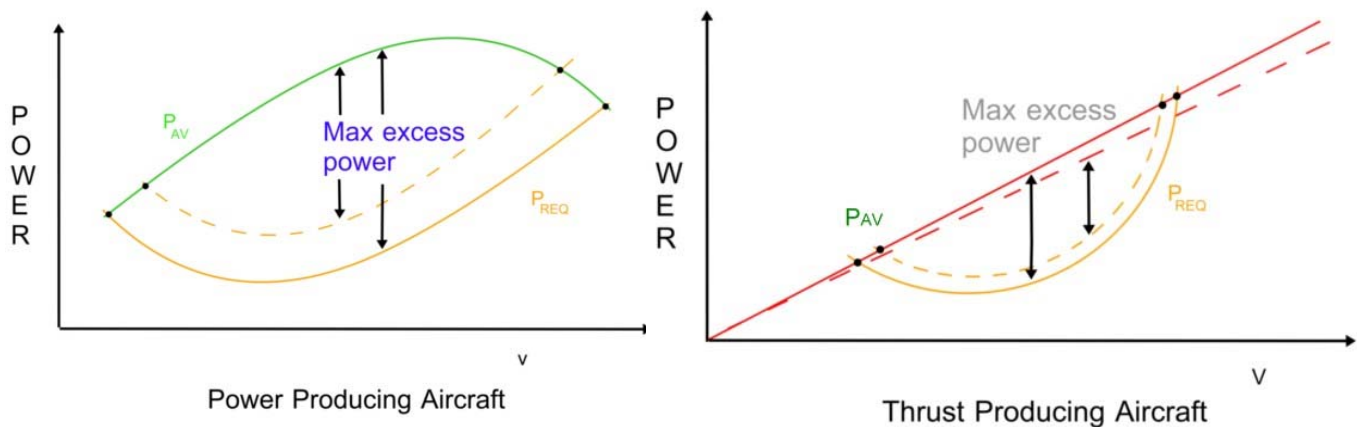 POWER
PAV
Max excess
power
PREQ
V
Power Producing Aircraft
POWER
Max excess
power
PAV
PREQ
V
Thrust Producing Aircraft